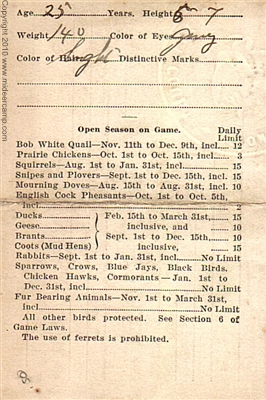 Age 25 Years. Height 5 - 7
Weight 140 Color of Eyes Gray
Color of Hair Light Distinctive Marks
Open Season on Game. Daily Limit
Bob White Quail—Nov. 11th to Dec. 9th, incl. 12
Prairie Chickens—Oct. 1st to Oct. 15th, incl. 3
Squirrels—Aug. 1st to Jan. 31st, incl. 15
Snipes and Plovers—Sept. 1st to Dec. 15th, incl. 15
Mourning Doves—Aug. 15th to Aug. 31st, incl. 10
English Cock Pheasants—Oct. 1st to Oct. 5th,
incl. 2
Ducks Feb. 15th to March 31st, 15
Geese inclusive, and 10
Brants Sept. 1st to Dec. 15th, 10
Coots (Mud Hens) inclusive, 15
Rabbits—Sept. 1st to Jan. 31st, incl. No Limit
Sparrows, Crows, Blue Jays, Black Birds,
Chicken Hawks, Cormorants—Jan. 1st to
Dec. 31st, incl. No Limit
Fur Bearing Animals—Nov. 1st to March 31st,
incl. No Limit
All other birds protected. See Section 6 of
Game Laws.
The use of ferrets is prohibited.
Copyright 2010 www.mideercamp.com